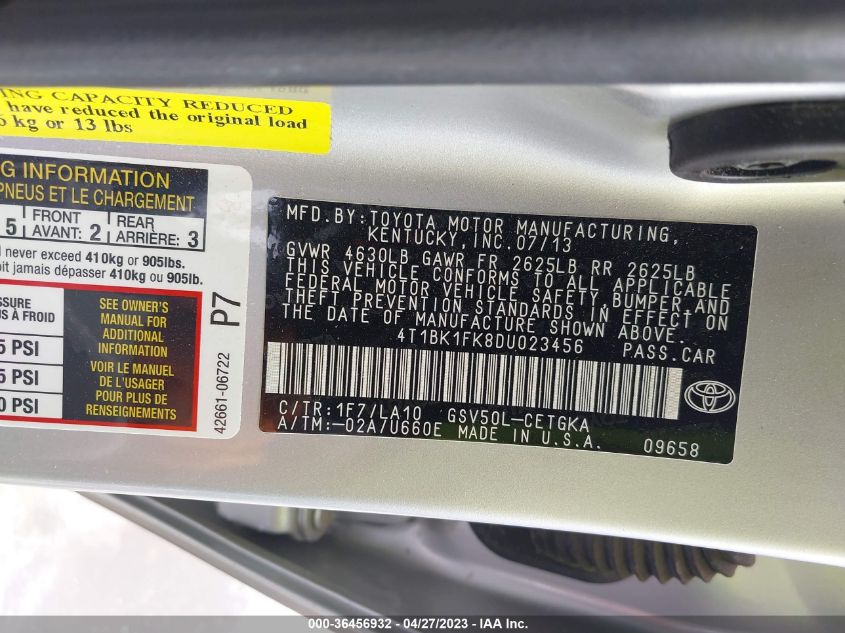 NG CAPACITY REDUCED
have reduced the original load
kg or 13 lbs
G INFORMATION
PNEUS ET LE CHARGEMENT
5 FRONT AVANT: 2 REAR ARRIÈRE: 3
never exceed 410kg or 905lbs.
oit jamais dépasser 410kg ou 905lb.
SSURE
S À FROID
5 PSI
5 PSI
0 PSI
SEE OWNER'S
MANUAL FOR
ADDITIONAL
INFORMATION
VOIR LE MANUEL
DE L'USAGER
POUR PLUS DE
RENSEIGNEMENTS
42661-06722 P7
MFD.BY:TOYOTA MOTOR MANUFACTURING,
KENTUCKY,INC.07/13
GVWR 4630LB GAWR FR 2625LB RR 2625LB
THIS VEHICLE CONFORMS TO ALL APPLICABLE
FEDERAL MOTOR VEHICLE SAFETY,BUMPER,AND
THEFT PREVENTION STANDARDS IN EFFECT ON
THE DATE OF MANUFACTURE SHOWN ABOVE.
4T1BK1FK8DU023456 PASS.CAR
C/TR:1F7/LA10 GSV50L-CETGKA
A/TM:-02A/U660E MADE IN U.S.A. 09658
000-36456932 - 04/27/2023 - Copyright © IAA, Inc.